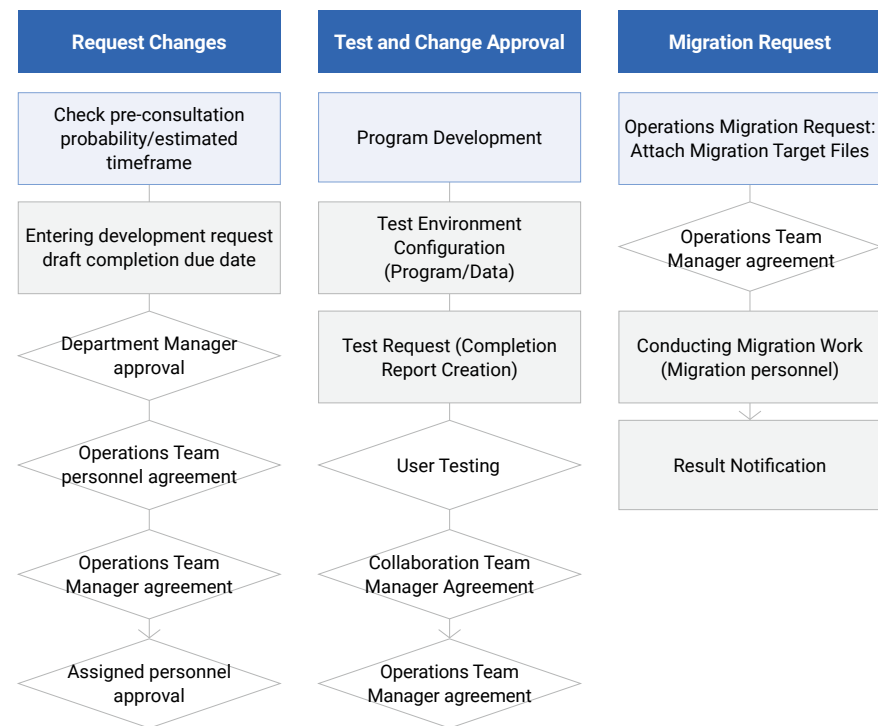 Request Changes
Check pre-consultation
probability/estimated
timeframe
Entering development request
draft completion due date
Department Manager
approval
Operations Team
personnel agreement
Operations Team
Manager agreement
Assigned personnel
approval
Test and Change Approval
Program Development
Test Environment
Configuration
(Program/Data)
Test Request (Completion
Report Creation)
User Testing
Collaboration Team
Manager Agreement
Operations Team
Manager agreement
Migration Request
Operations Migration Request:
Attach Migration Target Files
Operations Team
Manager agreement
Conducting Migration Work
(Migration personnel)
Result Notification